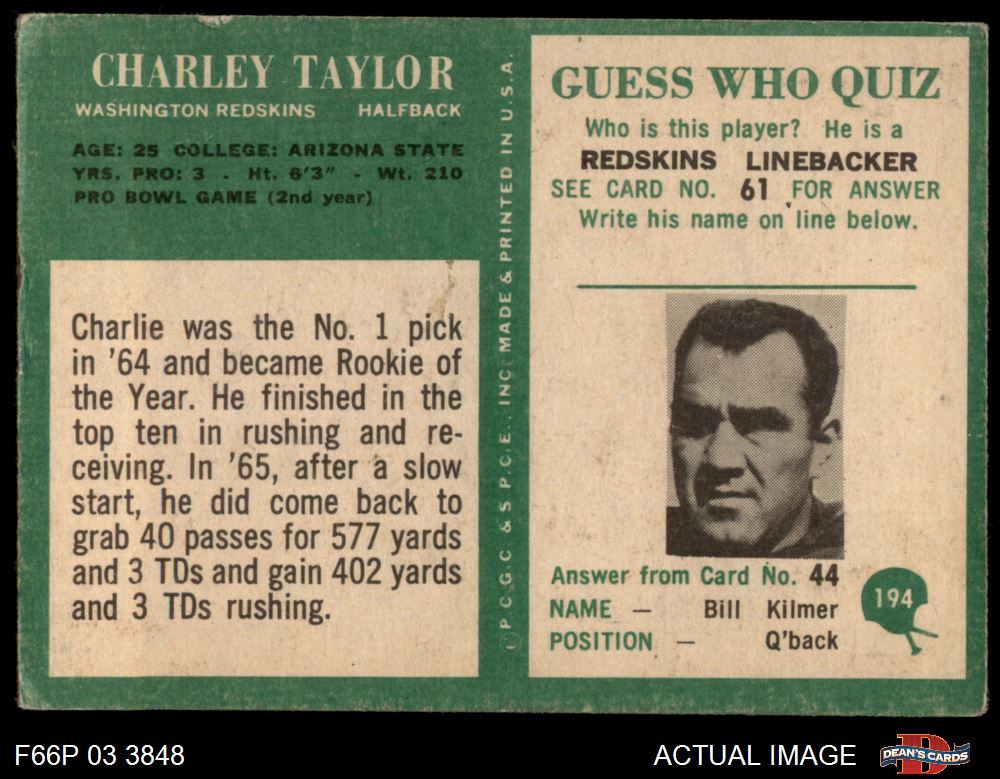 CHARLEY TAYLOR
WASHINGTON REDSKINS HALFBACK
AGE: 25 COLLEGE: ARIZONA STATE
YRS. PRO: 3 - Ht. 6'3" - Wt. 210
PRO BOWL GAME (2nd year)
Charlie was the No. 1 pick
in '64 and became Rookie of
the Year. He finished in the
top ten in rushing and re-
ceiving. In '65, after a slow
start, he did come back to
grab 40 passes for 577 yards
and 3 TDs and gain 402 yards
and 3 TDs rushing.
©P.C.G.C. & S.P.C.E., INC. MADE & PRINTED IN U.S.A.
GUESS WHO QUIZ
Who is this player? He is a
REDSKINS LINEBACKER
SEE CARD NO. 61 FOR ANSWER
Write his name on line below.
Answer from Card No. 44
NAME — Bill Kilmer
POSITION — Q'back
194
F66P 03 3848
ACTUAL IMAGE
D
DEAN'S CARDS